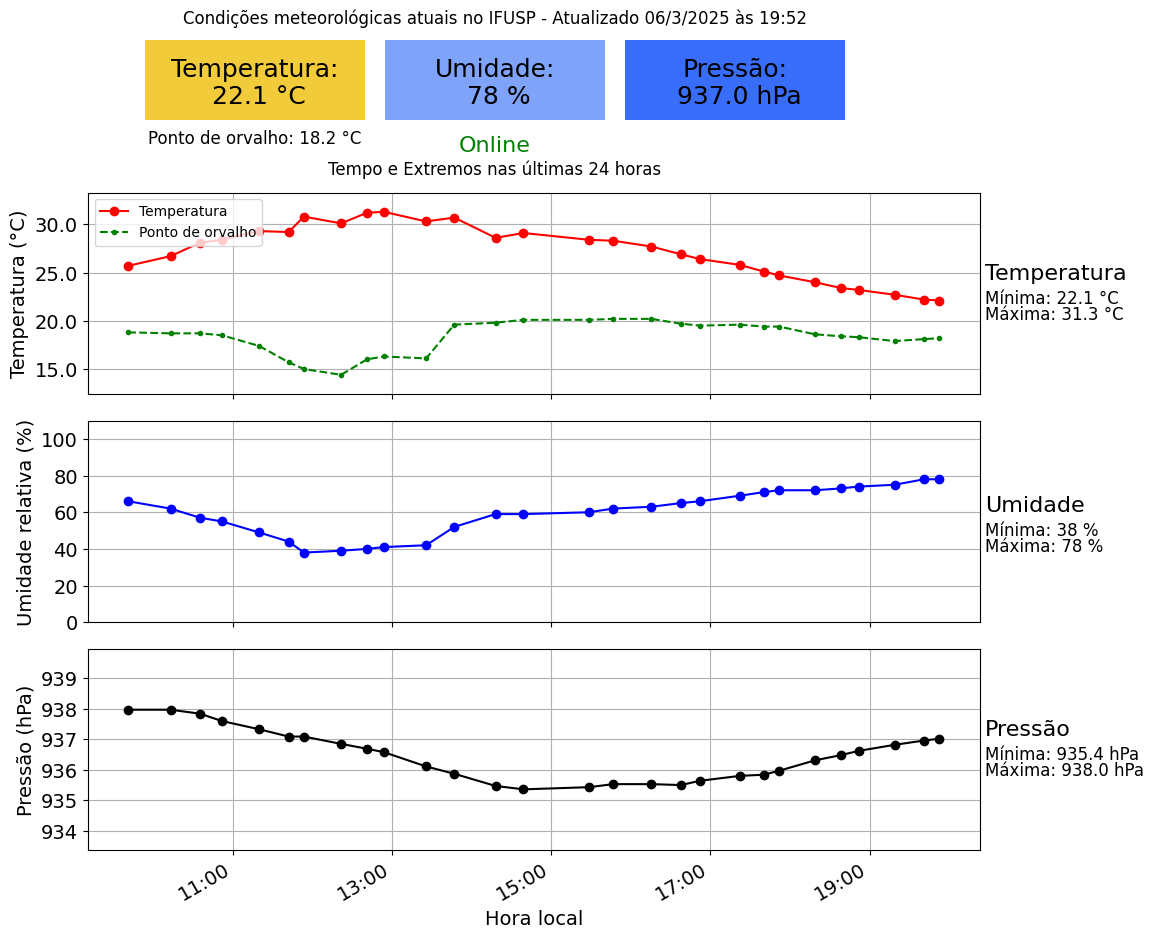 Condições meteorológicas atuais no IFUSP - Atualizado 06/3/2025 às 19:52
Temperatura:
22.1 °C
Umidade:
78 %
Pressão:
937.0 hPa
Ponto de orvalho: 18.2 °C
Online
Tempo e Extremos nas últimas 24 horas
Temperatura (°C)
30.0
25.0
20.0
15.0
Temperatura
Ponto de orvalho
Temperatura
Mínima: 22.1 °C
Máxima: 31.3 °C
Umidade relativa (%)
100
80
60
40
20
0
Umidade
Mínima: 38 %
Máxima: 78 %
Pressão (hPa)
939
938
937
936
935
934
Pressão
Mínima: 935.4 hPa
Máxima: 938.0 hPa
11:00
13:00
15:00
17:00
19:00
Hora local